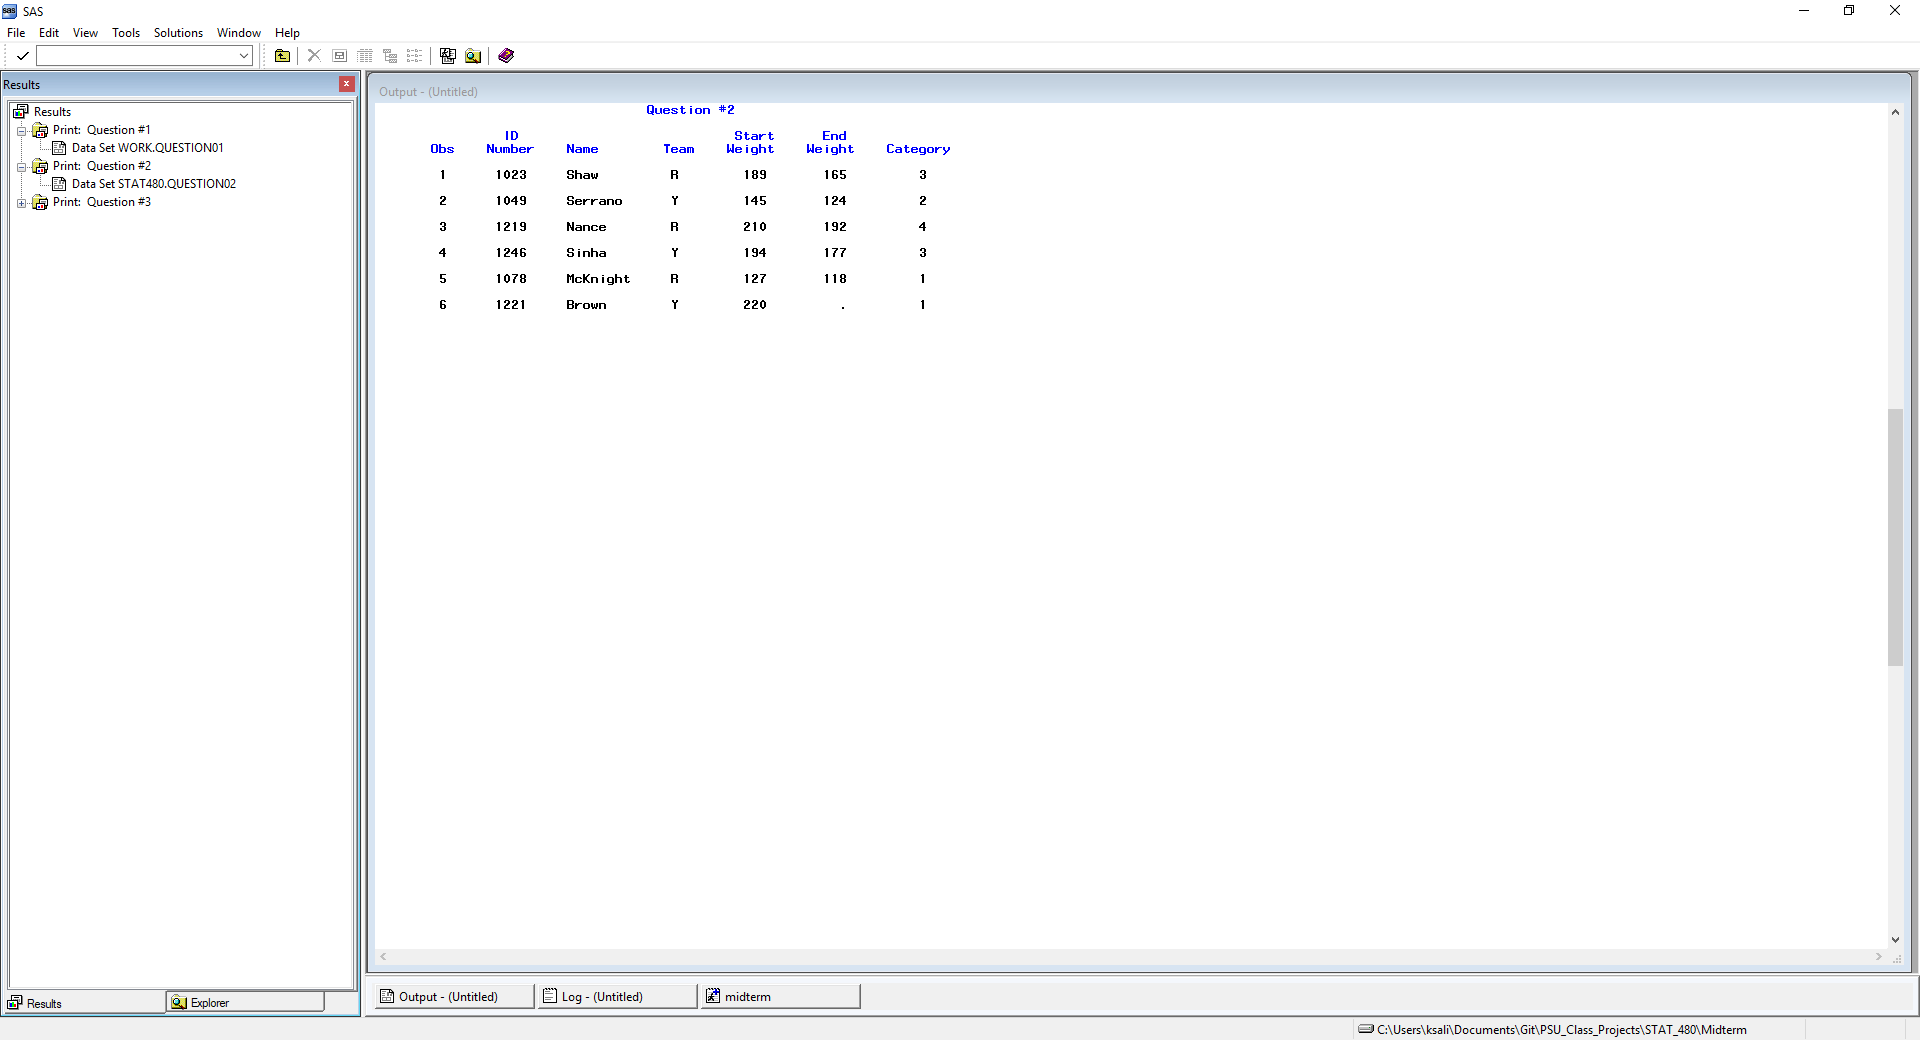 SAS
File Edit View Tools Solutions Window Help
Results
Results
Print: Question #1
Data Set WORK.QUESTION01
Print: Question #2
Data Set STAT480.QUESTION02
Print: Question #3
Results Explorer
Output - (Untitled)
Question #2
ID Start End
Obs Number Name Team Weight Weight Category
1 1023 Shaw R 189 165 3
2 1049 Serrano Y 145 124 2
3 1219 Nance R 210 192 4
4 1246 Sinha Y 194 177 3
5 1078 McKnight R 127 118 1
6 1221 Brown Y 220 . 1
Output - (Untitled) Log - (Untitled) midterm
C:\Users\ksali\Documents\Git\PSU_Class_Projects\STAT_480\Midterm